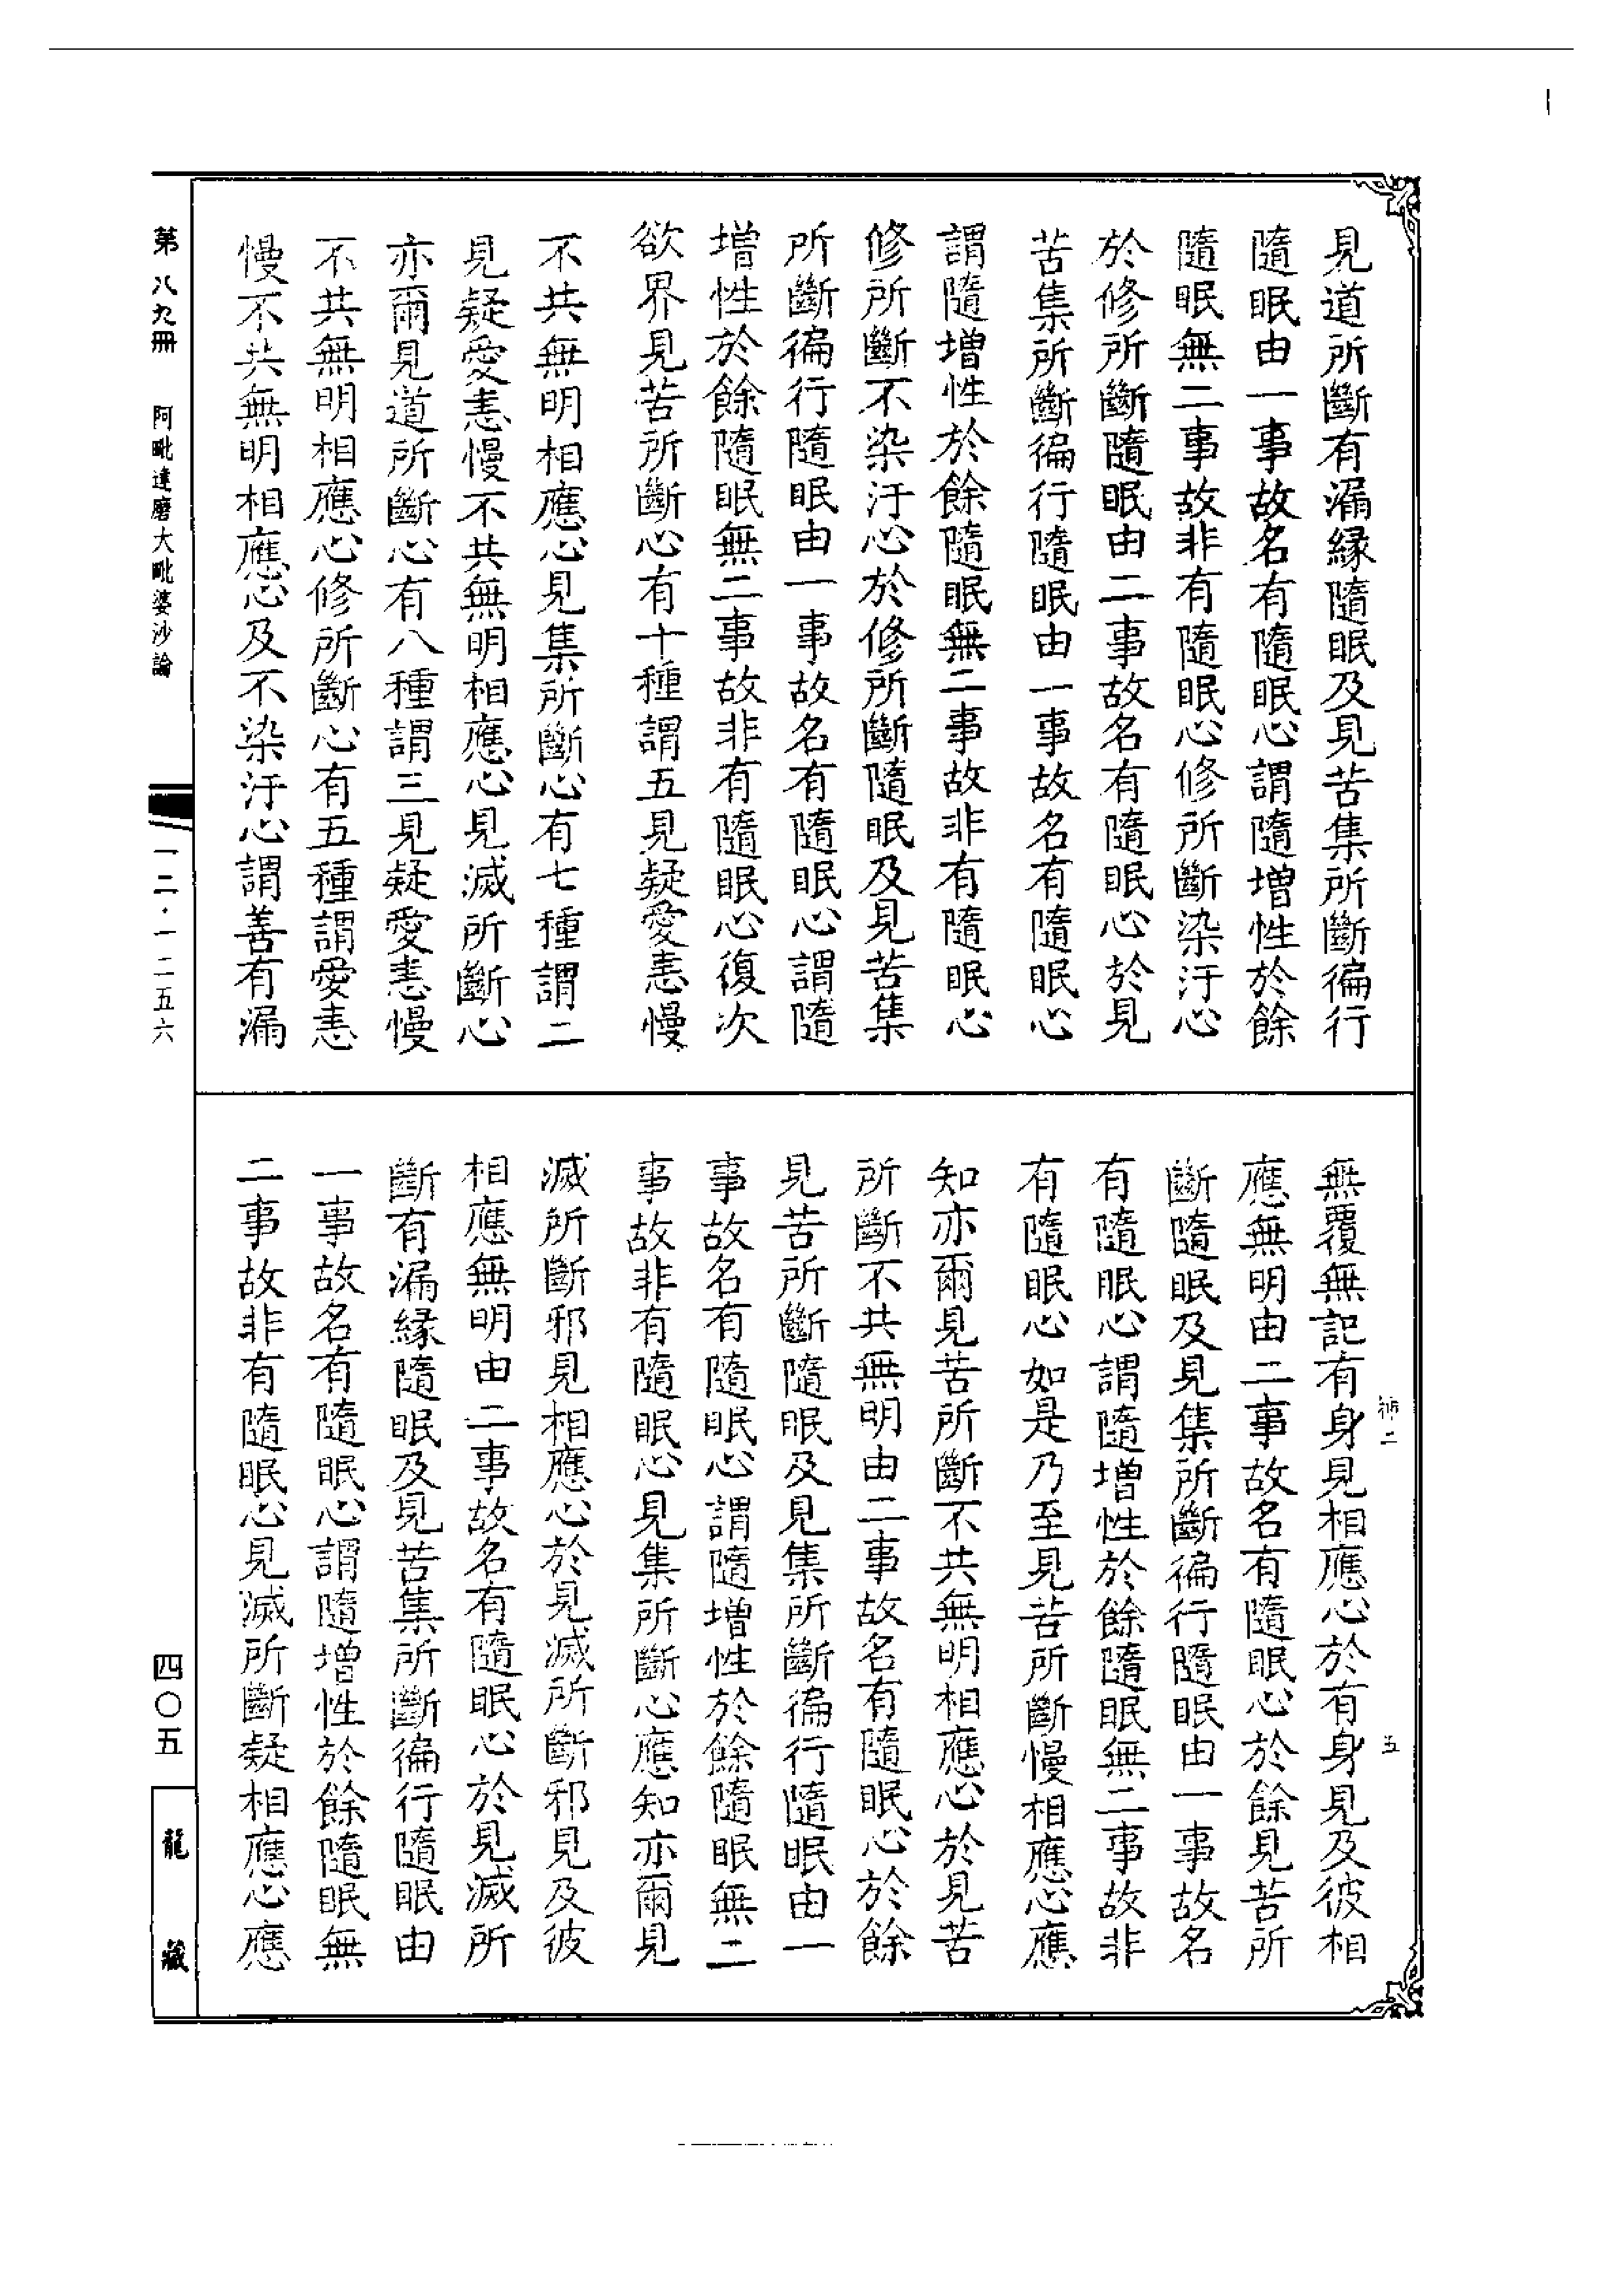 見道所斷有漏緣隨眠及見苦集所斷徧行
隨眠由一事故名有隨眠心謂隨增性於餘
隨眠無二事故非有隨眠心修所斷染汙心
於修所斷隨眠由二事故名有隨眠心於見
苦集所斷徧行隨眠由一事故名有隨眠心
謂隨增性於餘隨眠無二事故非有隨眠心
修所斷不染汙心於修所斷隨眠及見苦集
所斷徧行隨眠由一事故名有隨眠心謂隨
增性於餘隨眠無二事故非有隨眠心復次
欲界見苦所斷心有十種謂五見疑愛恚慢
不共無明相應心見集所斷心有七種謂二
見疑愛恚慢不共無明相應心見滅所斷心
亦爾見道所斷心有八種謂三見疑愛恚慢
不共無明相應心修所斷心有五種謂愛恚
慢不共無明相應心及不染汙心謂善有漏
無覆無記有身見相應心於有身見及彼相
應無明由二事故名有隨眠心於餘見苦所
斷隨眠及見集所斷徧行隨眠由一事故名
有隨眠心謂隨增性於餘隨眠無二事故非
有隨眠心如是乃至見苦所斷慢相應心應
知亦爾見苦所斷不共無明相應心於見苦
所斷不共無明由二事故名有隨眠心於餘
見苦所斷隨眠及見集所斷徧行隨眠由一
事故名有隨眠心謂隨增性於餘隨眠無二
事故非有隨眠心見集所斷心應知亦爾見
滅所斷邪見相應心於見滅所斷邪見及彼
相應無明由二事故名有隨眠心於見滅所
斷有漏緣隨眠及見苦集所斷徧行隨眠由
一事故名有隨眠心謂隨增性於餘隨眠無
二事故非有隨眠心見滅所斷疑相應心應
二
五
第八九冊 阿毗達磨大毗婆沙論
一二·一二五六
四〇五
龍藏